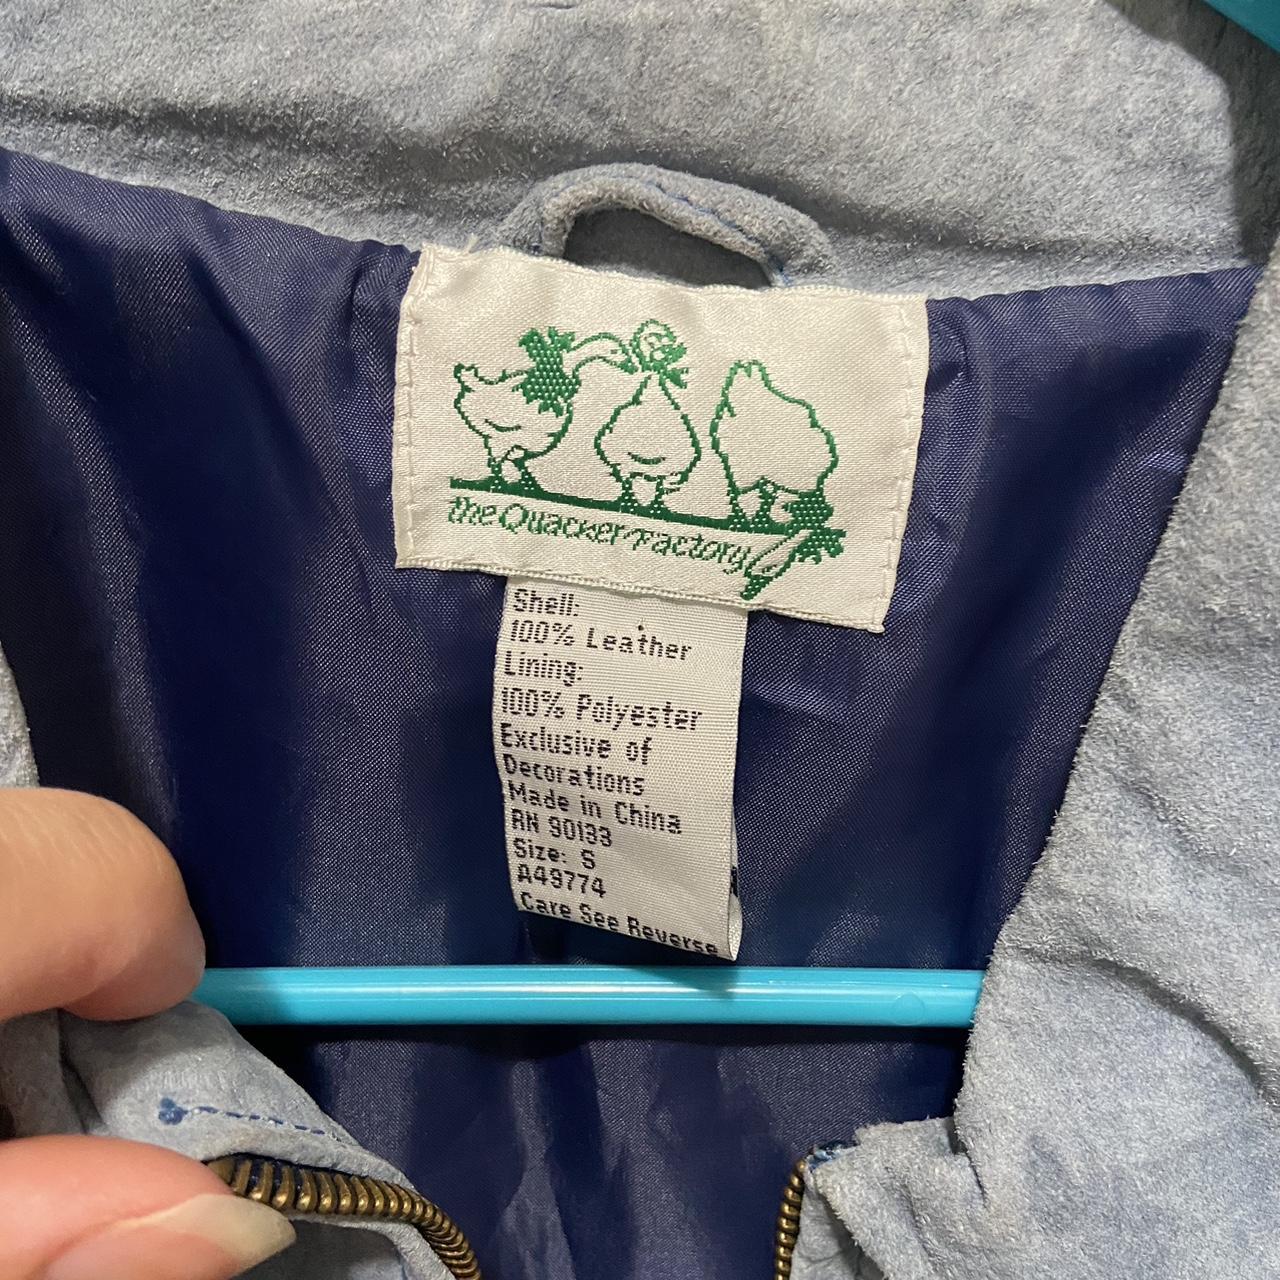 the Quacker Factory
Shell:
100% Leather
Lining:
100% Polyester
Exclusive of
Decorations
Made in China
RN 90133
Size: S
A49774
Care See Reverse